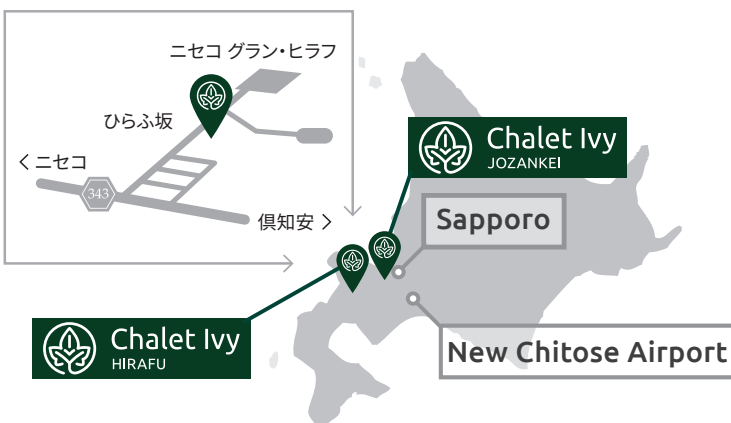 ニセコ グラン・ヒラフ
ひらふ坂
< ニセコ
343
倶知安 >
Chalet Ivy
JOZANKEI
Sapporo
Chalet Ivy
HIRAFU
New Chitose Airport